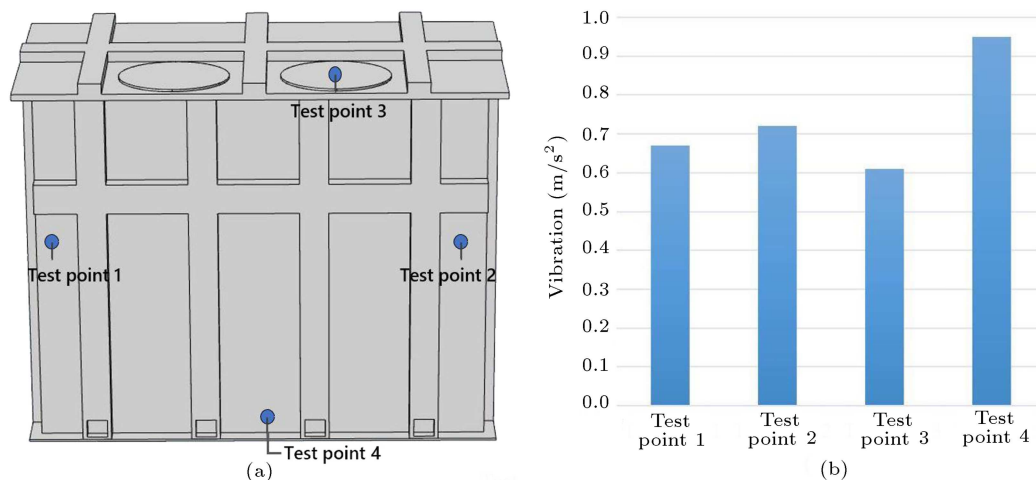 Test point 3
Test point 1
Test point 2
Test point 4
(a)
Vibration (m/s²)
1.0
0.9
0.8
0.7
0.6
0.5
0.4
0.3
0.2
0.1
0.0
Test
point 1
Test
point 2
Test
point 3
Test
point 4
(b)